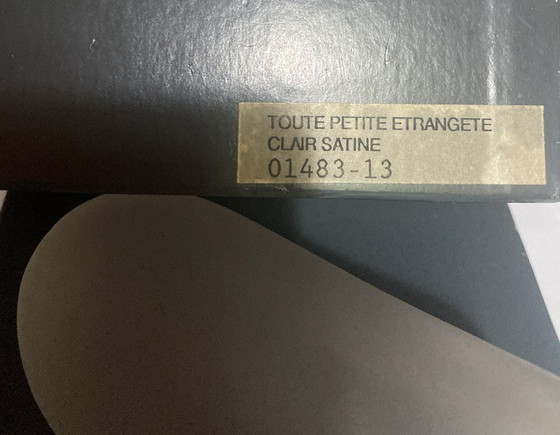 TOUTE PETITE ETRANGETE
CLAIR SATINE
01483-13